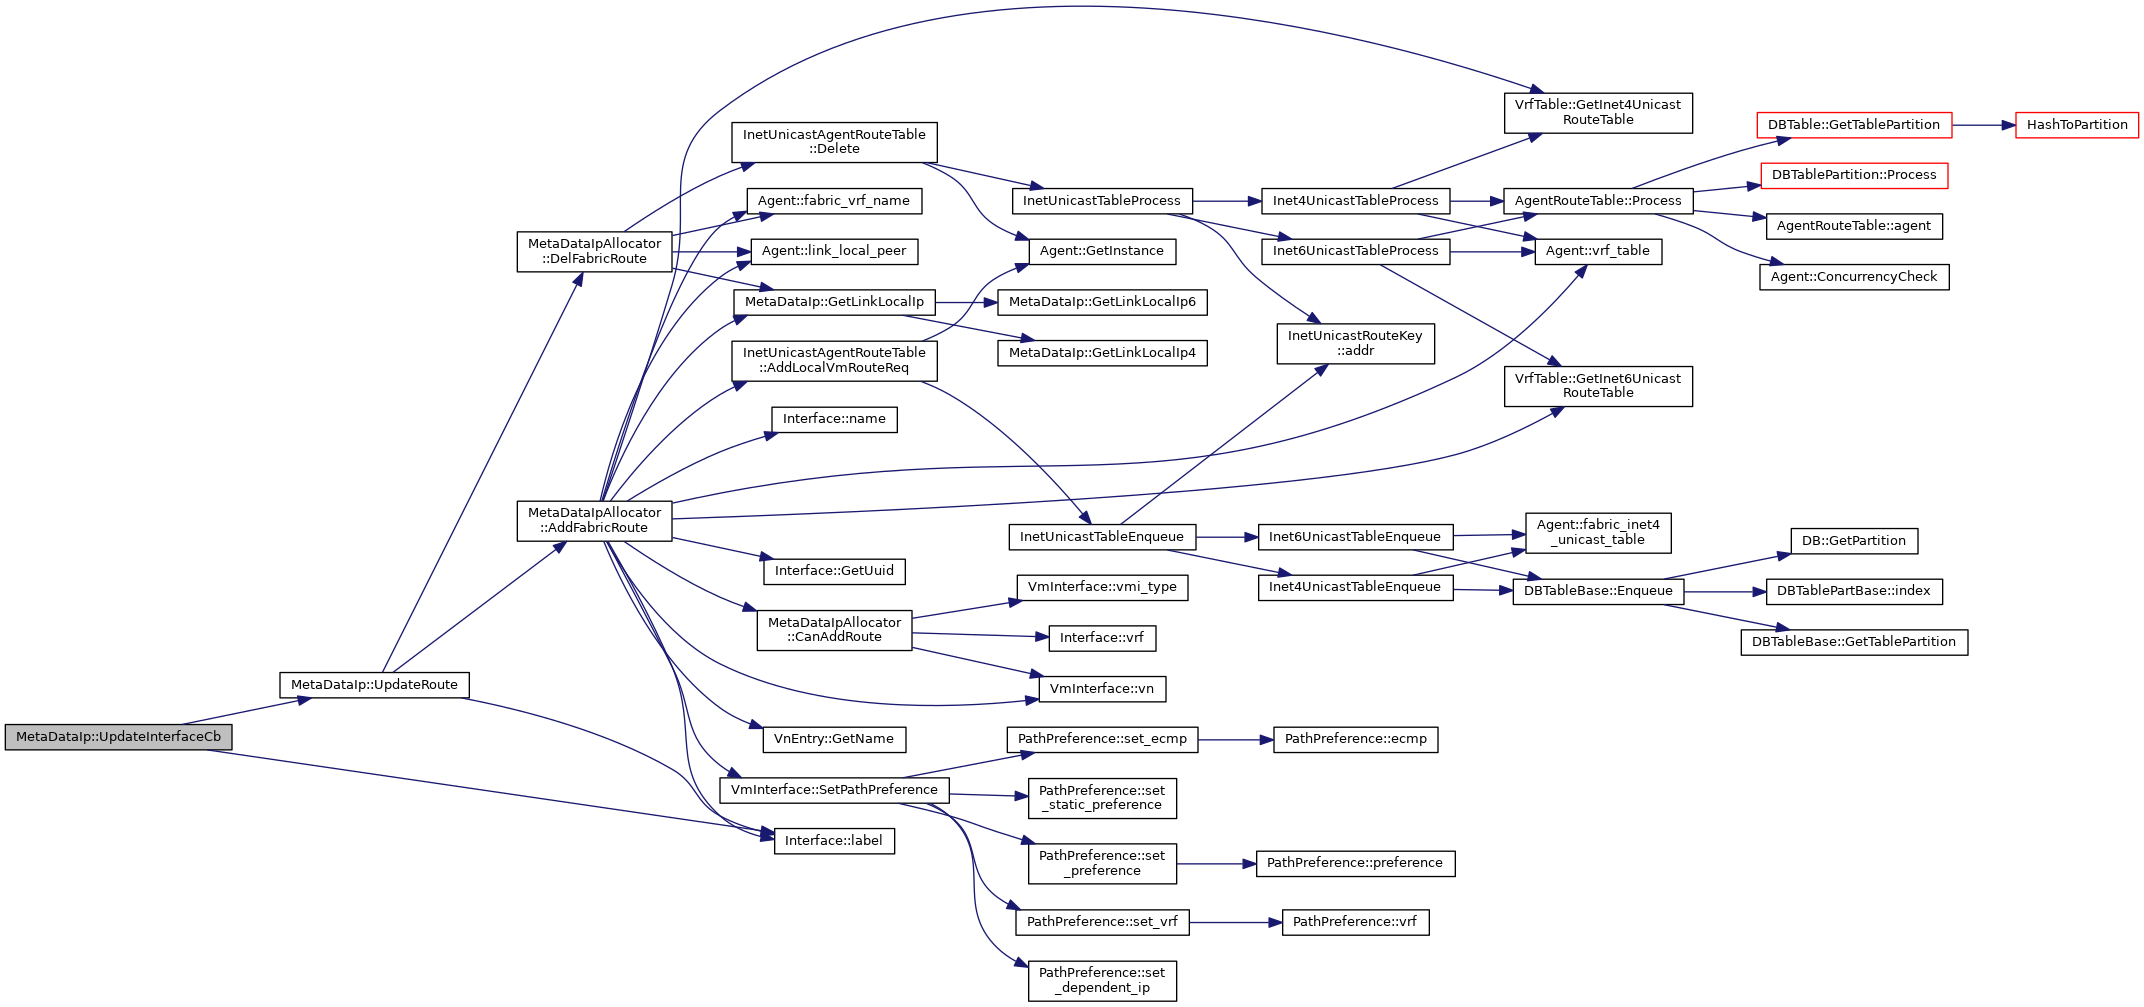 MetaDataIp::UpdateInterfaceCb
MetaDataIp::UpdateRoute
MetaDataIpAllocator
::DelFabricRoute
MetaDataIpAllocator
::AddFabricRoute
InetUnicastAgentRouteTable
::Delete
Agent::fabric_vrf_name
Agent::link_local_peer
MetaDataIp::GetLinkLocalIp
InetUnicastAgentRouteTable
::AddLocalVmRouteReq
Interface::name
Interface::GetUuid
MetaDataIpAllocator
::CanAddRoute
VnEntry::GetName
VmInterface::SetPathPreference
Interface::label
InetUnicastTableProcess
Agent::GetInstance
MetaDataIp::GetLinkLocalIp6
MetaDataIp::GetLinkLocalIp4
InetUnicastTableEnqueue
VmInterface::vmi_type
Interface::vrf
VmInterface::vn
PathPreference::set_ecmp
PathPreference::set
_static_preference
PathPreference::set
_preference
PathPreference::set_vrf
PathPreference::set
_dependent_ip
Inet4UnicastTableProcess
Inet6UnicastTableProcess
InetUnicastRouteKey
::addr
Inet6UnicastTableEnqueue
Inet4UnicastTableEnqueue
PathPreference::ecmp
PathPreference::preference
PathPreference::vrf
VrfTable::GetInet4Unicast
RouteTable
AgentRouteTable::Process
Agent::vrf_table
VrfTable::GetInet6Unicast
RouteTable
Agent::fabric_inet4
_unicast_table
DBTableBase::Enqueue
DBTable::GetTablePartition
DBTablePartition::Process
AgentRouteTable::agent
Agent::ConcurrencyCheck
DB::GetPartition
DBTablePartBase::index
DBTableBase::GetTablePartition
HashToPartition